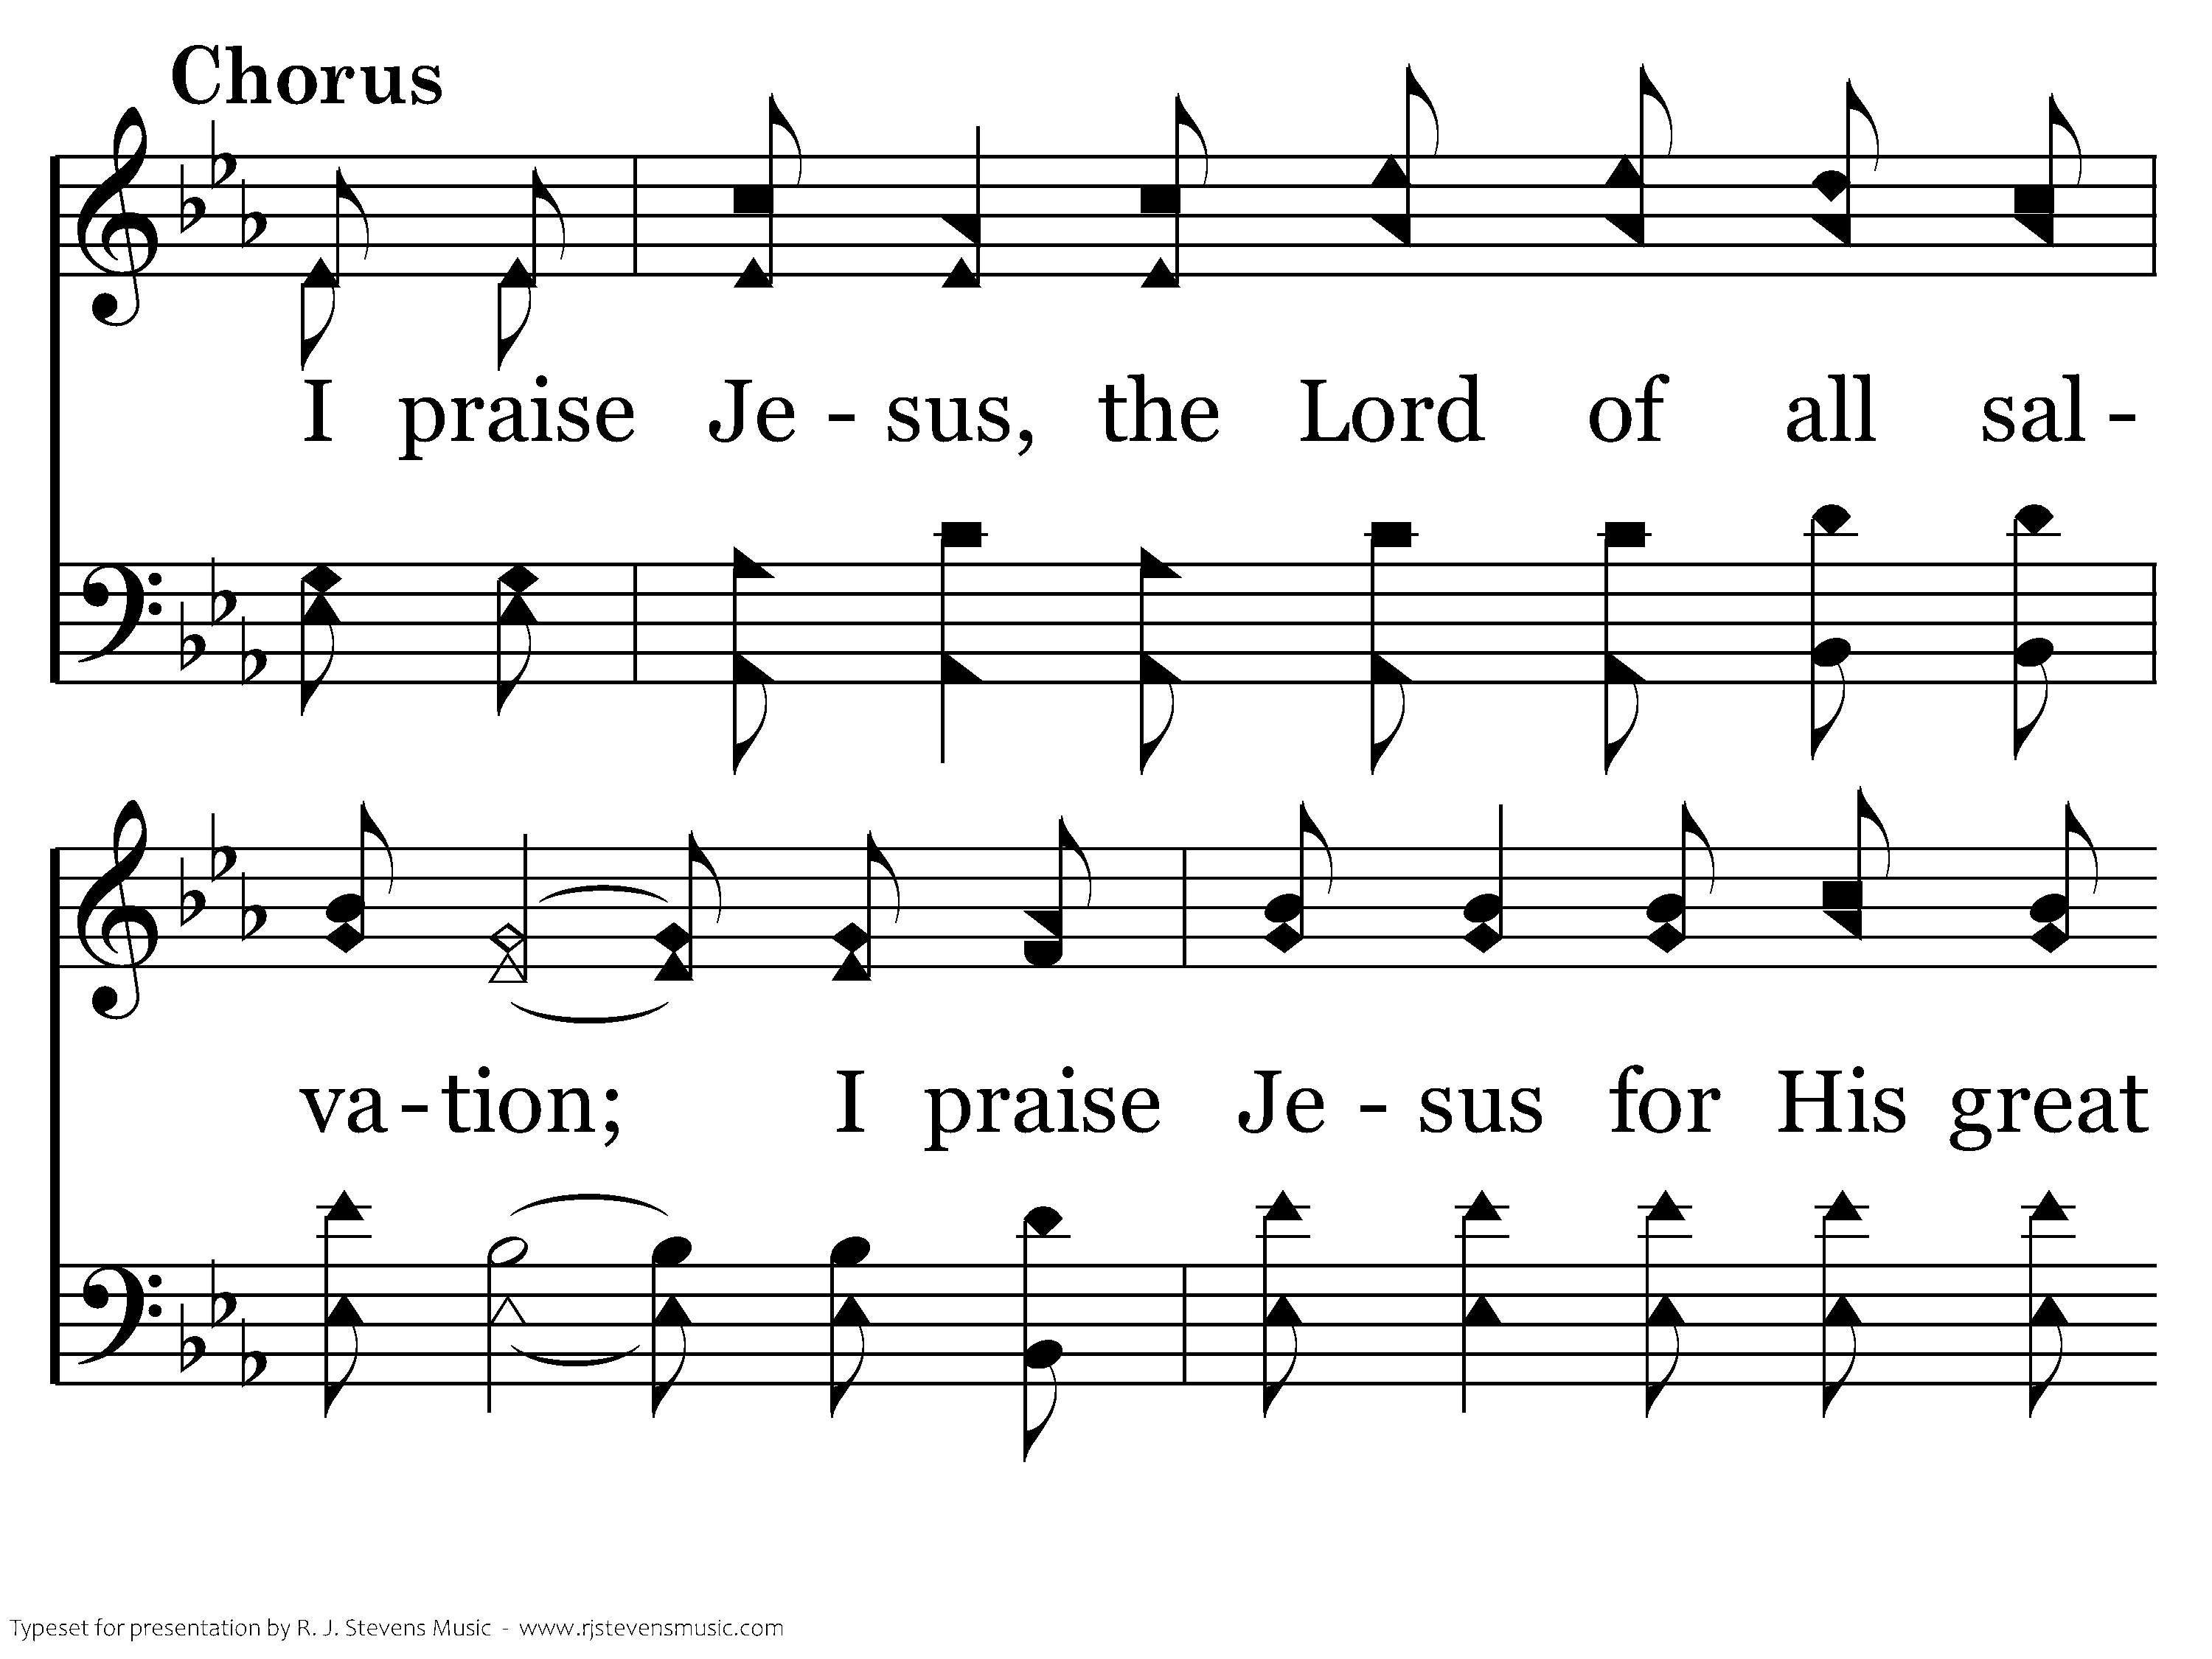 Chorus
I praise Je - sus, the Lord of all sal -
va - tion; I praise Je - sus for His great
Typeset for presentation by R. J. Stevens Music - www.rjstevensmusic.com